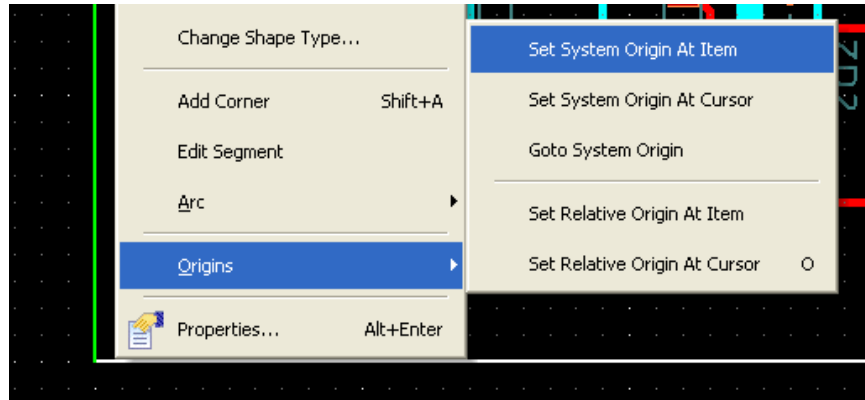 Change Shape Type...
Add Corner Shift+A
Edit Segment
Arc
Origins
Properties... Alt+Enter
Set System Origin At Item
Set System Origin At Cursor
Goto System Origin
Set Relative Origin At Item
Set Relative Origin At Cursor O
ZD2